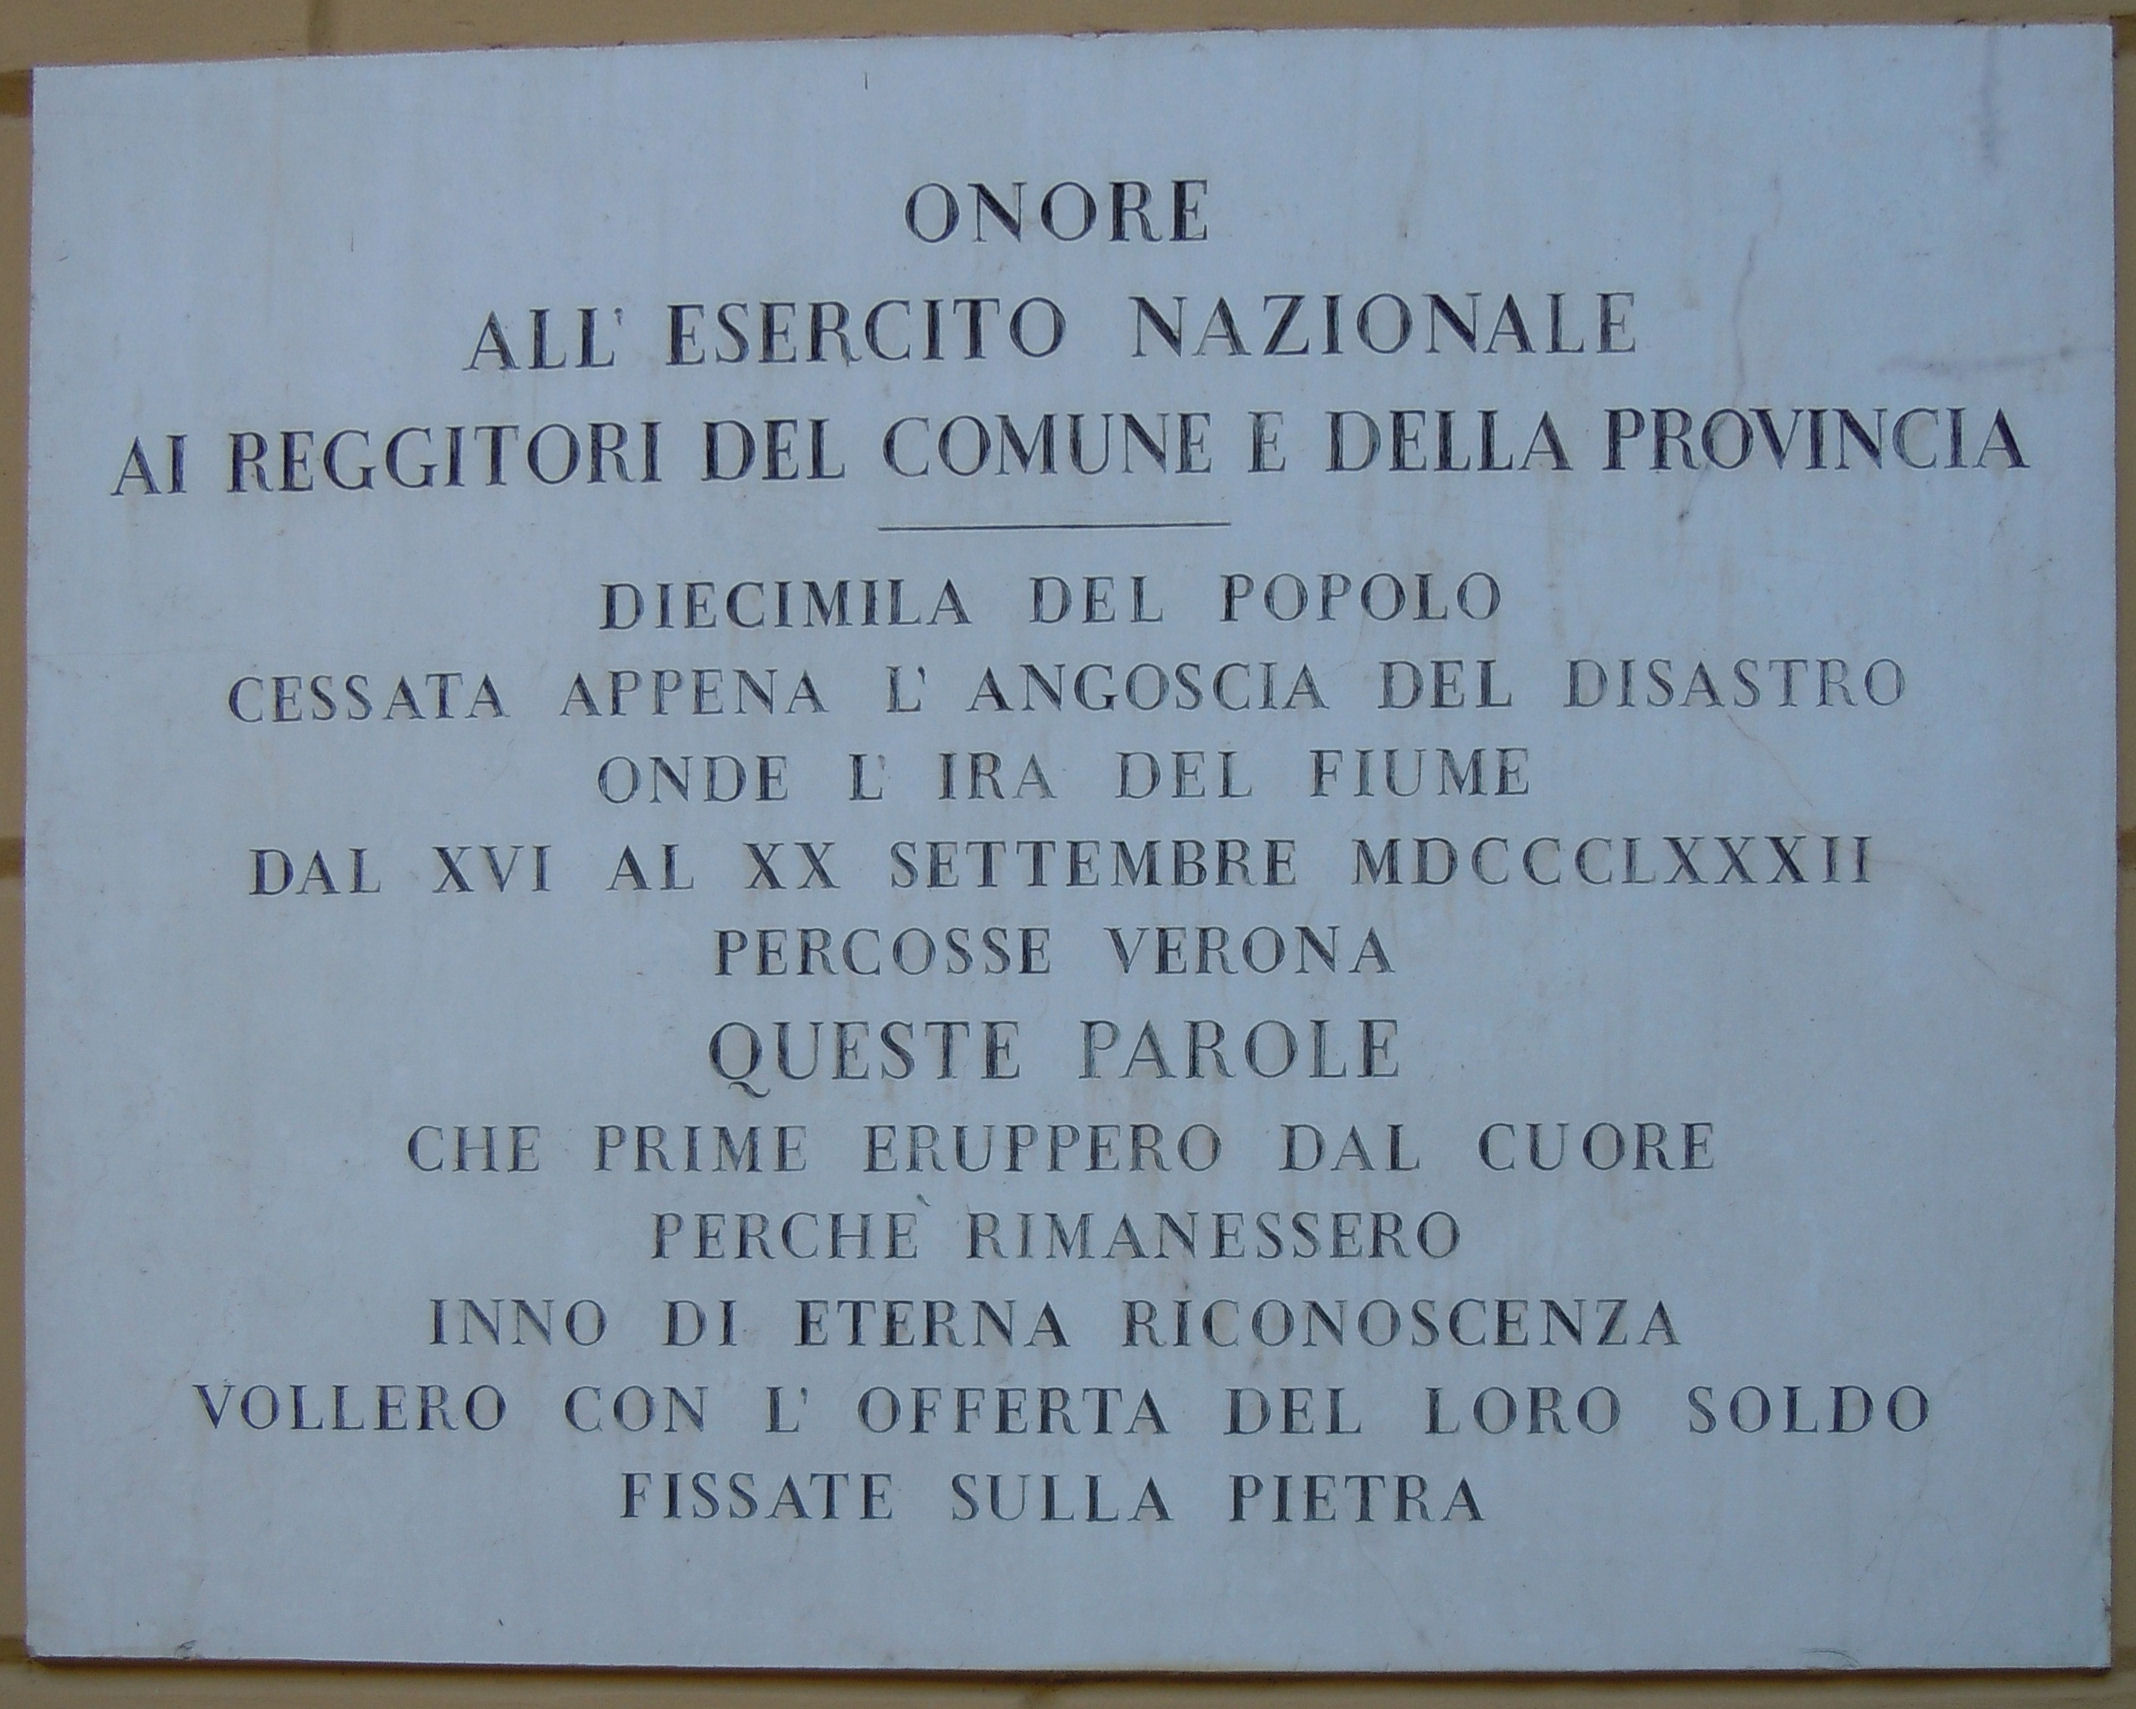 ONORE
ALL' ESERCITO NAZIONALE
AI REGGITORI DEL COMUNE E DELLA PROVINCIA
DIECIMILA DEL POPOLO
CESSATA APPENA L' ANGOSCIA DEL DISASTRO
ONDE L' IRA DEL FIUME
DAL XVI AL XX SETTEMBRE MDCCCLXXXII
PERCOSSE VERONA
QUESTE PAROLE
CHE PRIME ERUPPERO DAL CUORE
PERCHÈ RIMANESSERO
INNO DI ETERNA RICONOSCENZA
VOLLERO CON L' OFFERTA DEL LORO SOLDO
FISSATE SULLA PIETRA